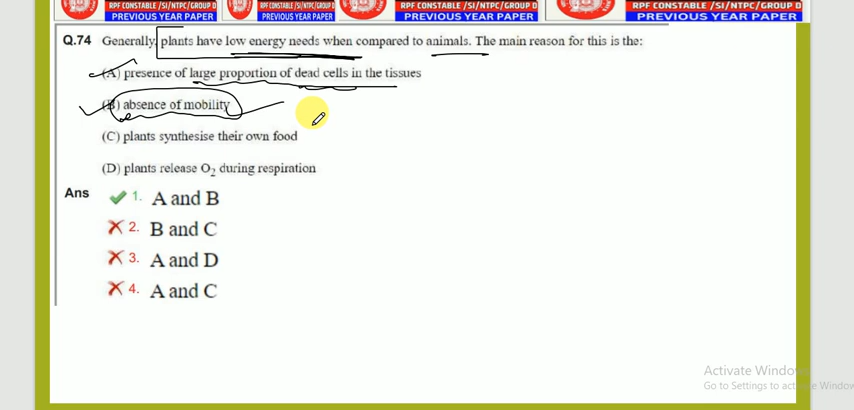 RPF CONSTABLE /SI/NTPC/GROUP D RPF CONSTABLE /SI/NTPC/GROUP D RPF CONSTABLE /SI/NTPC/GROUP D RPF CONSTABLE /SI/NTPC/GROUP D
PREVIOUS YEAR PAPER PREVIOUS YEAR PAPER PREVIOUS YEAR PAPER PREVIOUS YEAR PAPER
Q.74 Generally, plants have low energy needs when compared to animals. The main reason for this is the:
(A) presence of large proportion of dead cells in the tissues
(B) absence of mobility
(C) plants synthesise their own food
(D) plants release O₂ during respiration
Ans 1. A and B
2. B and C
3. A and D
4. A and C
Activate Windows
Go to Settings to activate Window